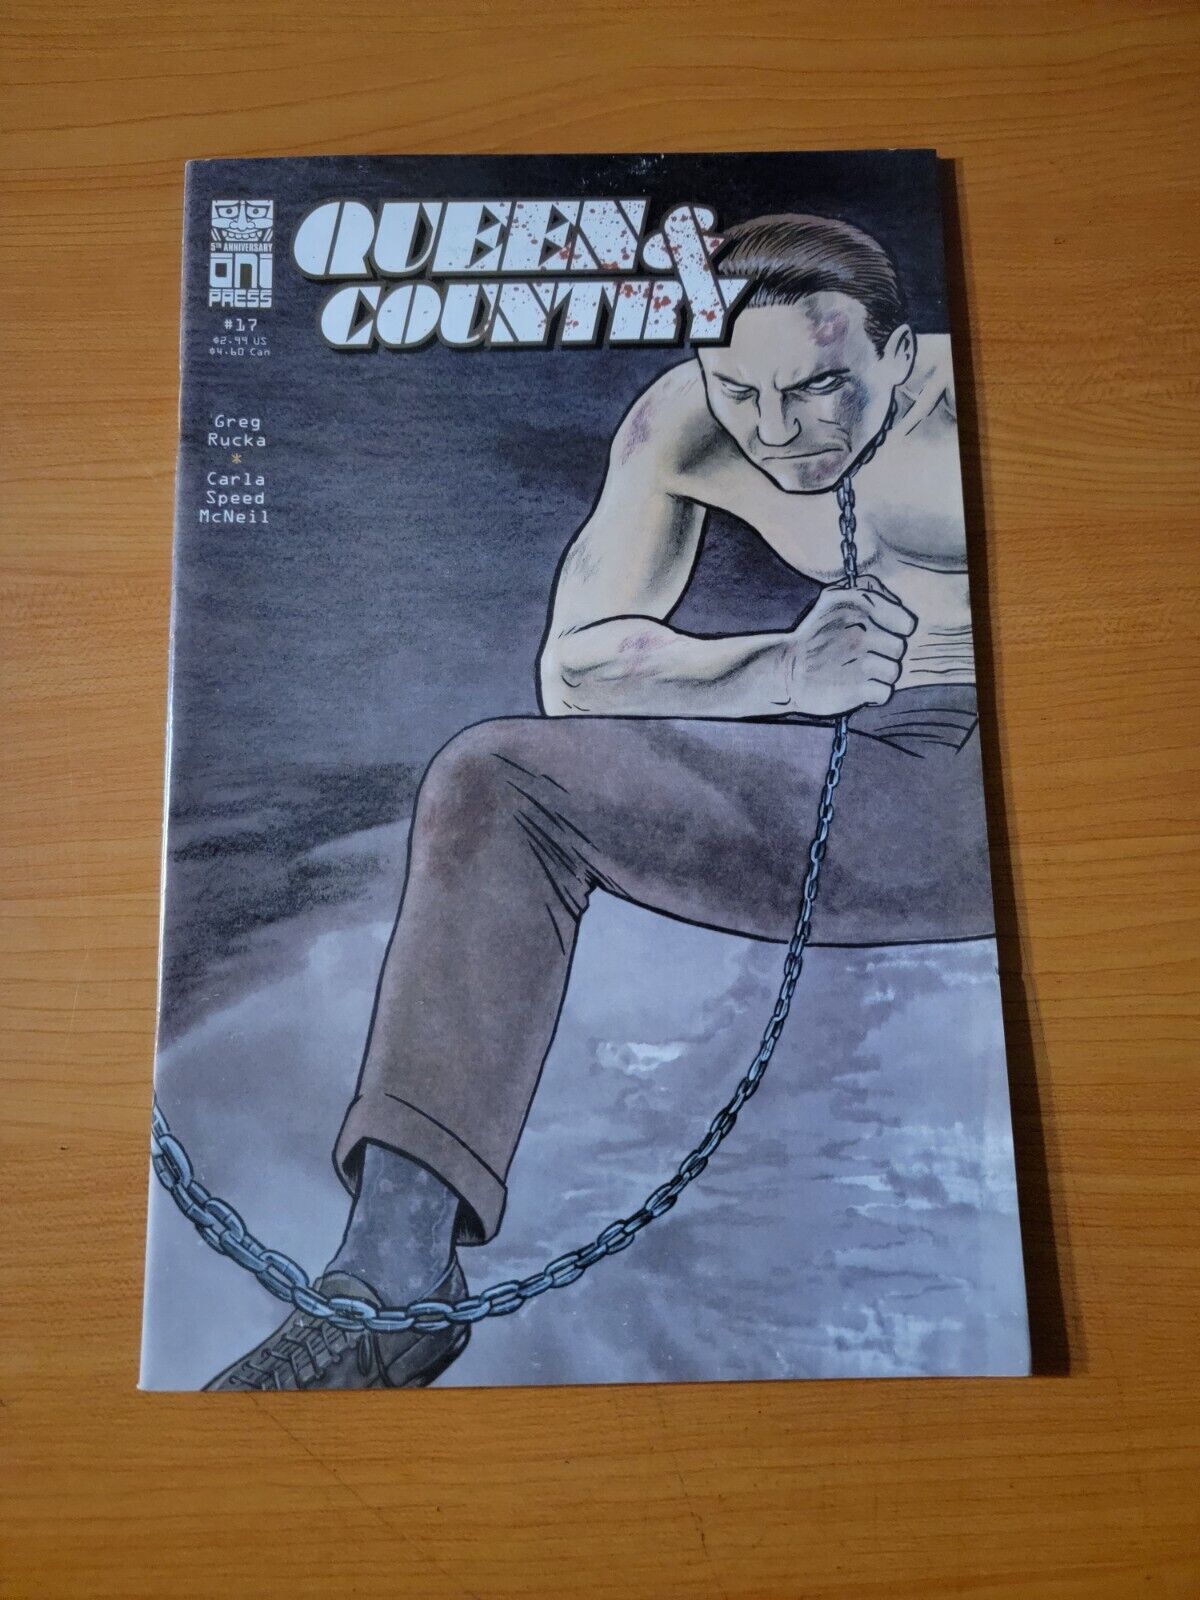 5TH ANNIVERSARY
ONI
PRESS
#17
$2.99 US
$4.60 Can
QUEEN &
COUNTRY
Greg
Rucka
*
Carla
Speed
McNeil